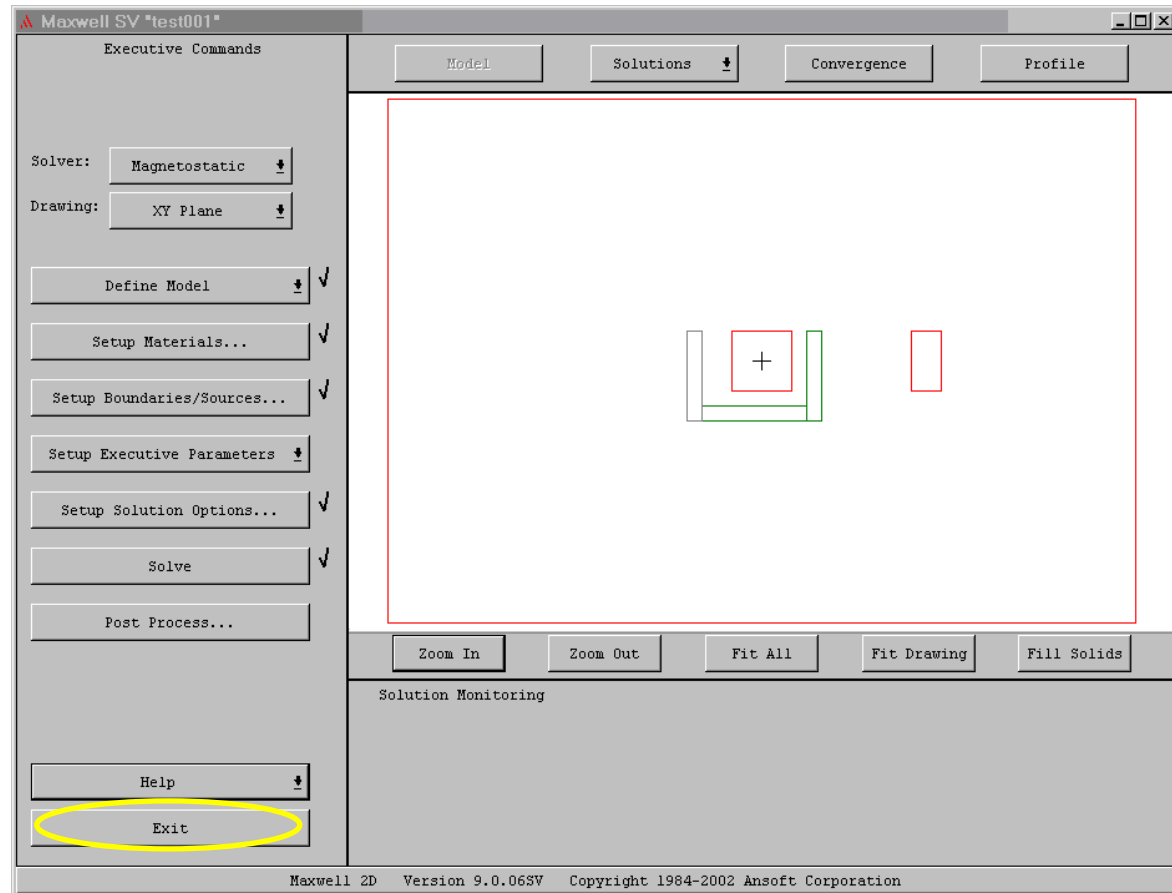 Maxwell SV "test001"
Executive Commands
Model
Solutions
Convergence
Profile
Solver:
Magnetostatic
Drawing:
XY Plane
Define Model
Setup Materials...
Setup Boundaries/Sources...
Setup Executive Parameters
Setup Solution Options...
Solve
Post Process...
Zoom In
Zoom Out
Fit All
Fit Drawing
Fill Solids
Solution Monitoring
Help
Exit
Maxwell 2D Version 9.0.06SV Copyright 1984-2002 Ansoft Corporation